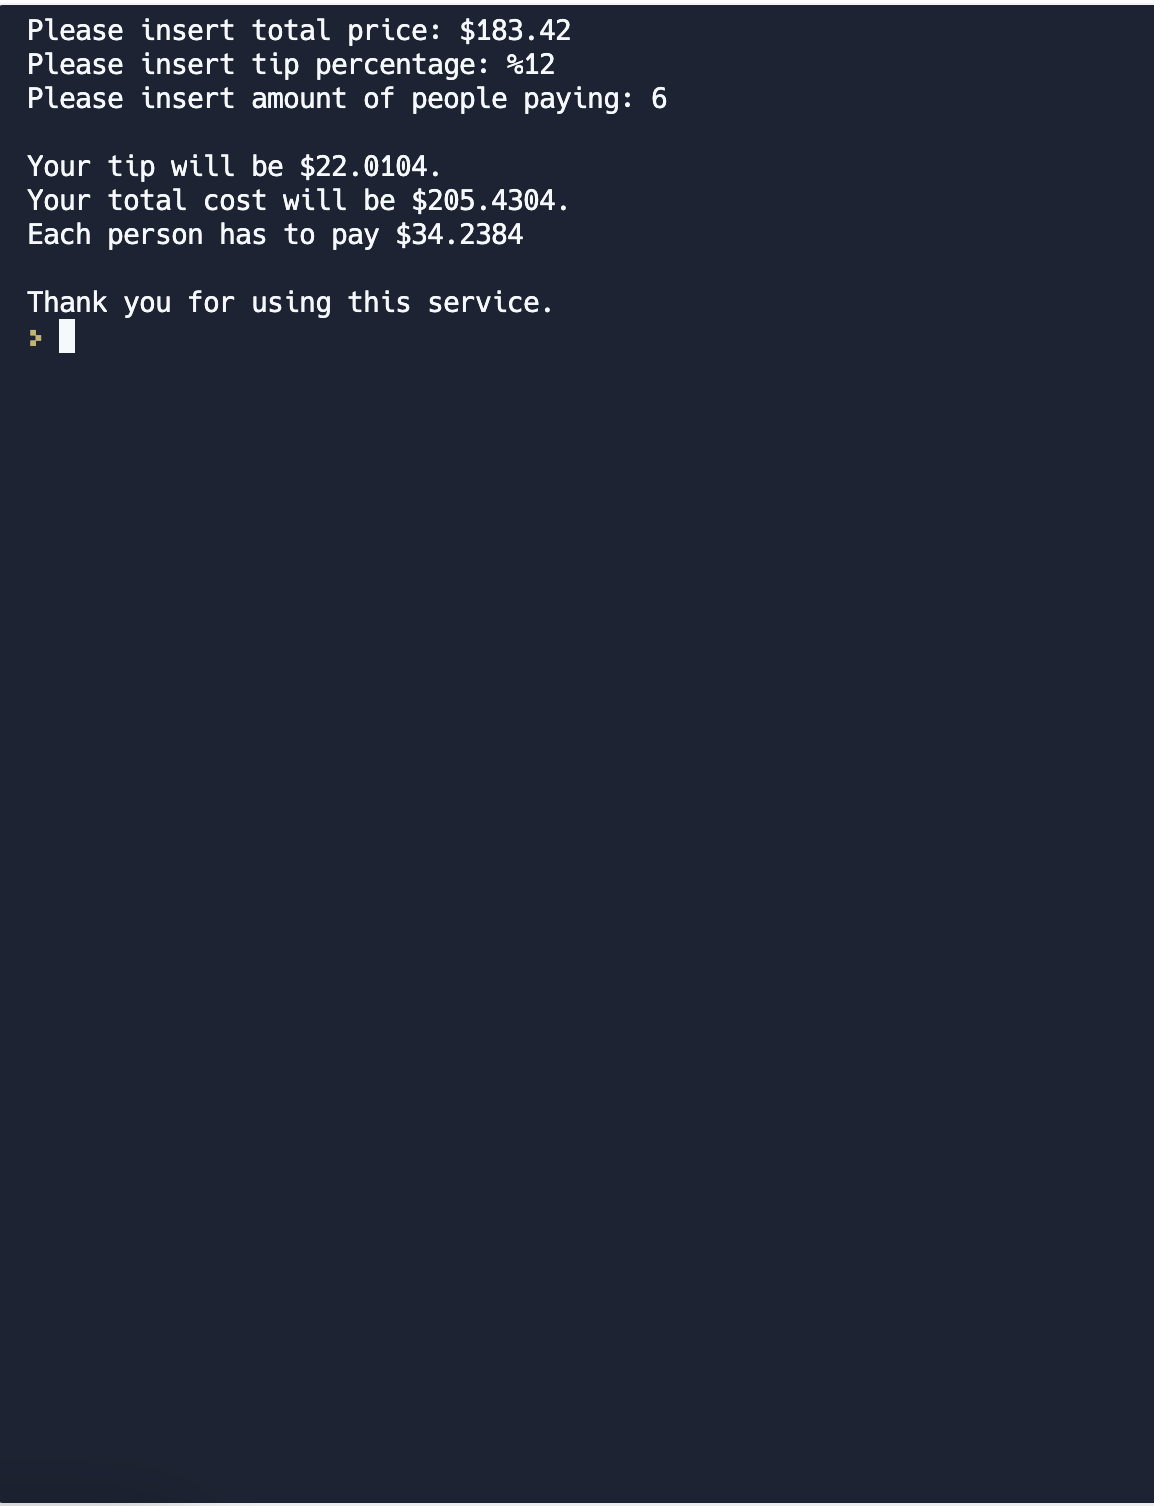 Please insert total price: $183.42
Please insert tip percentage: %12
Please insert amount of people paying: 6
Your tip will be $22.0104.
Your total cost will be $205.4304.
Each person has to pay $34.2384
Thank you for using this service.
>